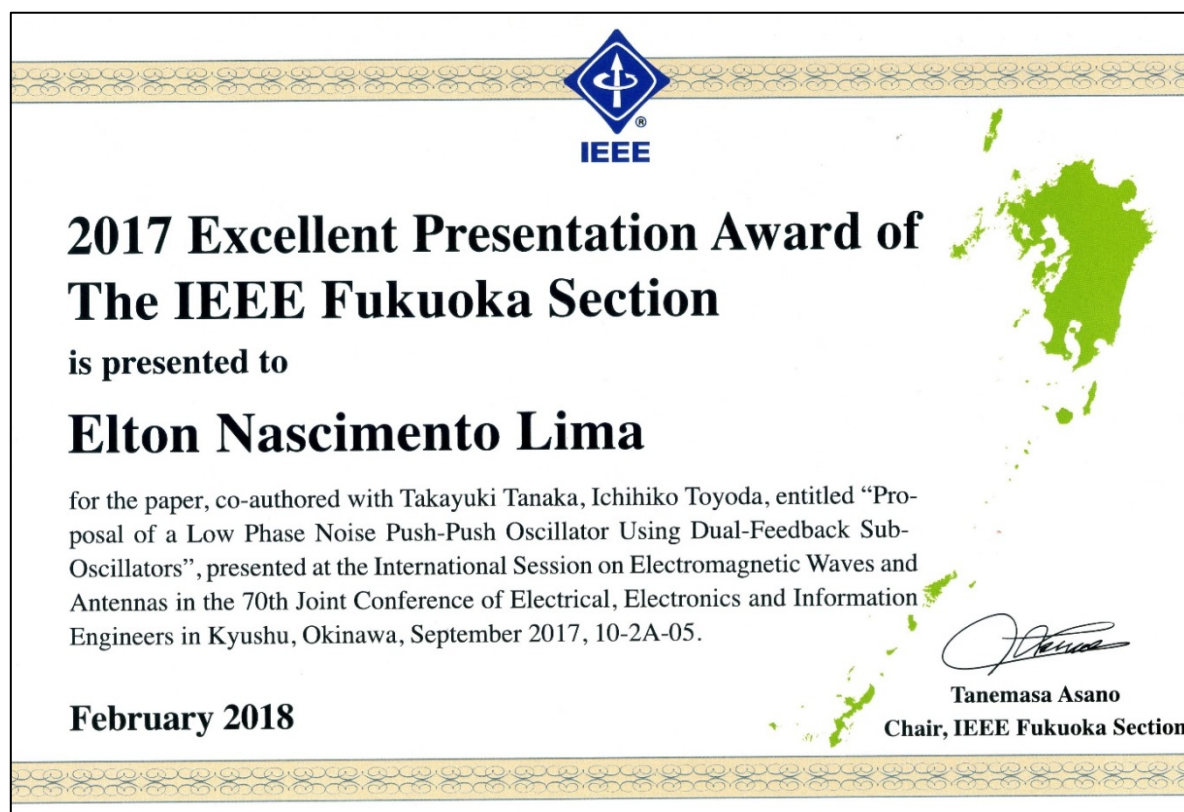 ®
IEEE
2017 Excellent Presentation Award of
The IEEE Fukuoka Section
is presented to
Elton Nascimento Lima
for the paper, co-authored with Takayuki Tanaka, Ichihiko Toyoda, entitled “Pro-
posal of a Low Phase Noise Push-Push Oscillator Using Dual-Feedback Sub-
Oscillators”, presented at the International Session on Electromagnetic Waves and
Antennas in the 70th Joint Conference of Electrical, Electronics and Information
Engineers in Kyushu, Okinawa, September 2017, 10-2A-05.
February 2018
Tanemasa Asano
Chair, IEEE Fukuoka Section